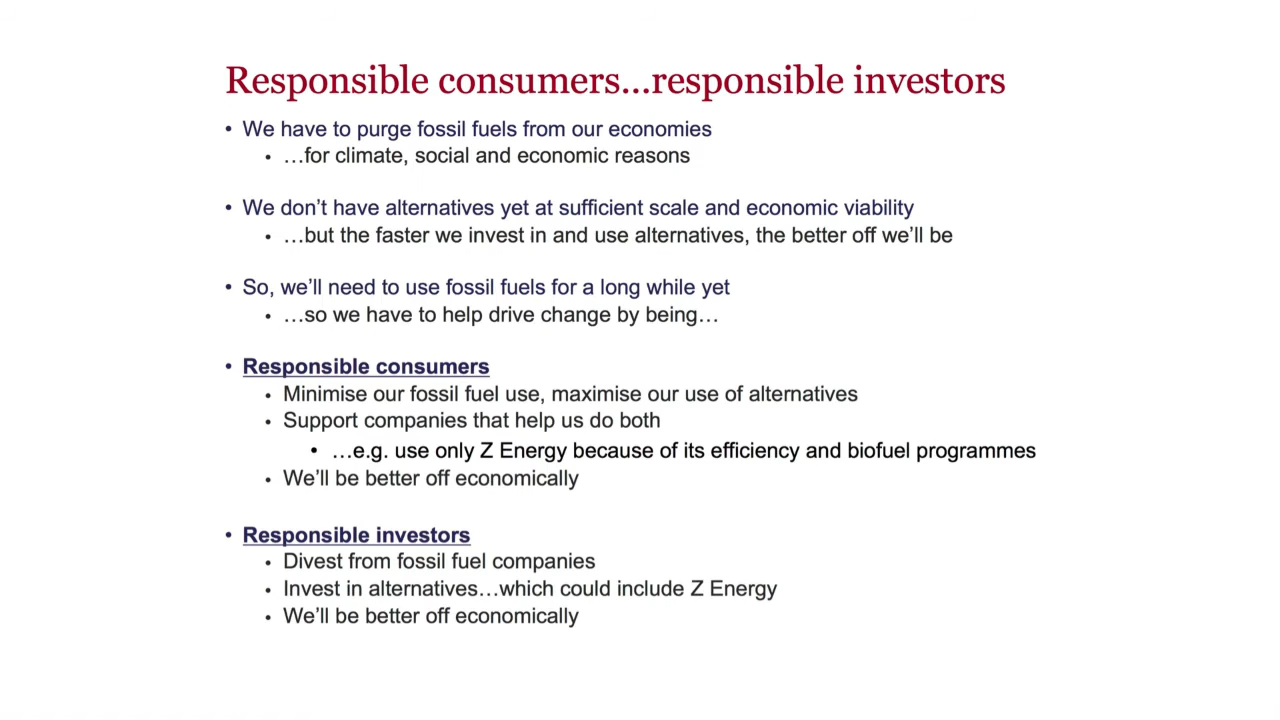 Responsible consumers...responsible investors
• We have to purge fossil fuels from our economies
• …for climate, social and economic reasons
• We don't have alternatives yet at sufficient scale and economic viability
• …but the faster we invest in and use alternatives, the better off we'll be
• So, we'll need to use fossil fuels for a long while yet
• …so we have to help drive change by being…
• Responsible consumers
• Minimise our fossil fuel use, maximise our use of alternatives
• Support companies that help us do both
• …e.g. use only Z Energy because of its efficiency and biofuel programmes
• We'll be better off economically
• Responsible investors
• Divest from fossil fuel companies
• Invest in alternatives…which could include Z Energy
• We'll be better off economically